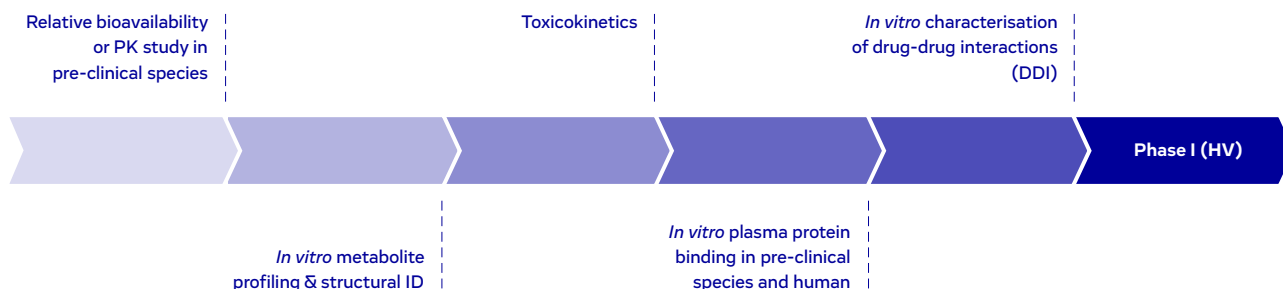 Relative bioavailability
or PK study in
pre-clinical species
Toxicokinetics
In vitro characterisation
of drug-drug interactions
(DDI)
Phase I (HV)
In vitro metabolite
profiling & structural ID
In vitro plasma protein
binding in pre-clinical
species and human